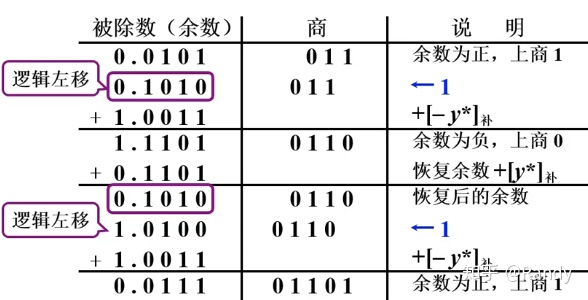 被除数（余数） 商 说 明
0.0101 011 余数为正，上商 1
逻辑左移 0.1010 011 ← 1
+ 1.0011 +[– y*]补
1.1101 0110 余数为负，上商 0
+ 0.1101 恢复余数 +[y*]补
0.1010 0110 恢复后的余数
逻辑左移 1.0100 0110 ← 1
+ 1.0011 +[– y*]补
0.0111 01101 余数为正，上商 1
知乎 @Randy